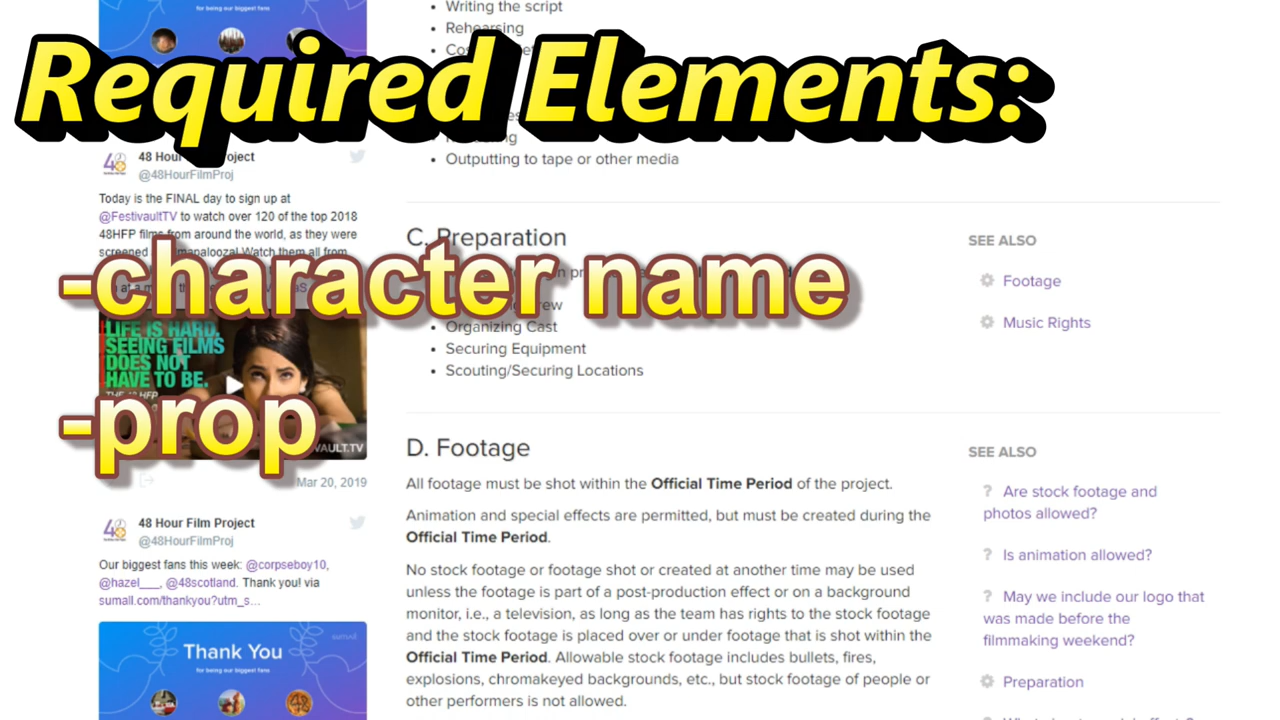 Required Elements:
-character name
-prop
for being our biggest fans
48 Hour Film Project
@48HourFilmProj
Today is the FINAL day to sign up at
@FestivaultTV to watch over 120 of the top 2018
48HFP films from around the world, as they were
LIFE IS HARD.
SEEING FILMS
DOES NOT
HAVE TO BE.
Mar 20, 2019
48 Hour Film Project
@48HourFilmProj
Our biggest fans this week: @corpseboy10,
@hazel___, @48scotland. Thank you! via
sumall.com/thankyou?utm_s...
sumall
Thank You
for being our biggest fans
Writing the script
Rehearsing
Outputting to tape or other media
C. Preparation
Organizing Cast
Securing Equipment
Scouting/Securing Locations
D. Footage
All footage must be shot within the Official Time Period of the project.
Animation and special effects are permitted, but must be created during the
Official Time Period.
No stock footage or footage shot or created at another time may be used
unless the footage is part of a post-production effect or on a background
monitor, i.e., a television, as long as the team has rights to the stock footage
and the stock footage is placed over or under footage that is shot within the
Official Time Period. Allowable stock footage includes bullets, fires,
explosions, chromakeyed backgrounds, etc., but stock footage of people or
other performers is not allowed.
SEE ALSO
Footage
Music Rights
SEE ALSO
? Are stock footage and
photos allowed?
? Is animation allowed?
? May we include our logo that
was made before the
filmmaking weekend?
Preparation